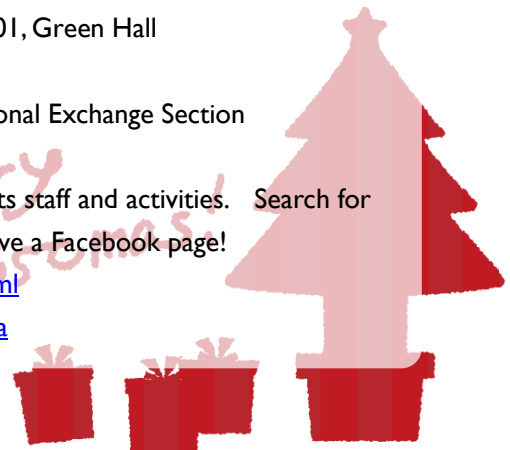 01, Green Hall
onal Exchange Section
ts staff and activities.   Search for
ve a Facebook page!
ml
a